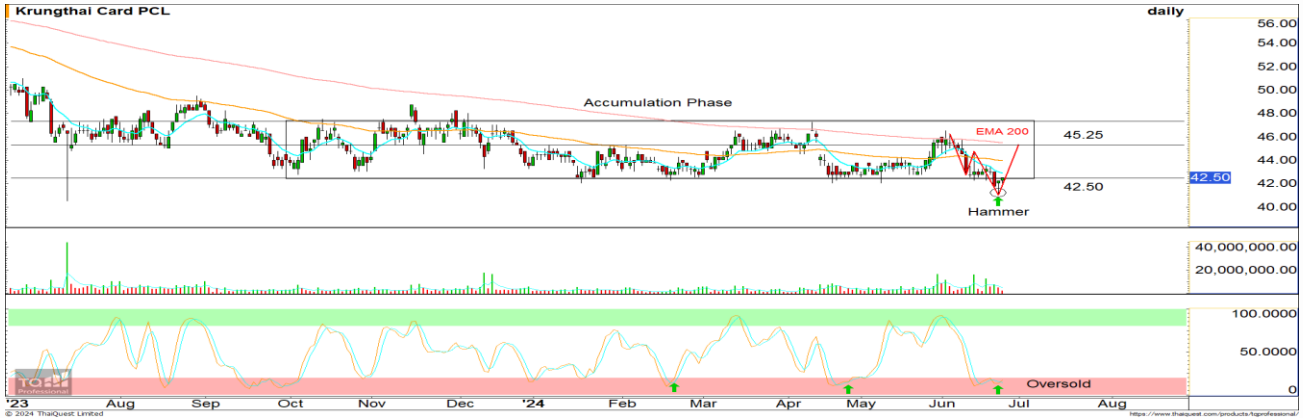 Krungthai Card PCL
daily
56.00
54.00
52.00
50.00
48.00
46.00
44.00
42.50
42.00
40.00
Accumulation Phase
EMA 200
45.25
42.50
Hammer
40,000,000.00
20,000,000.00
100.0000
50.0000
Oversold
TQ
Professional
'23 Aug Sep Oct Nov Dec '24 Feb Mar Apr May Jun Jul Aug
© 2024 ThaiQuest Limited
https://www.thaiquest.com/products/tqprofessional/